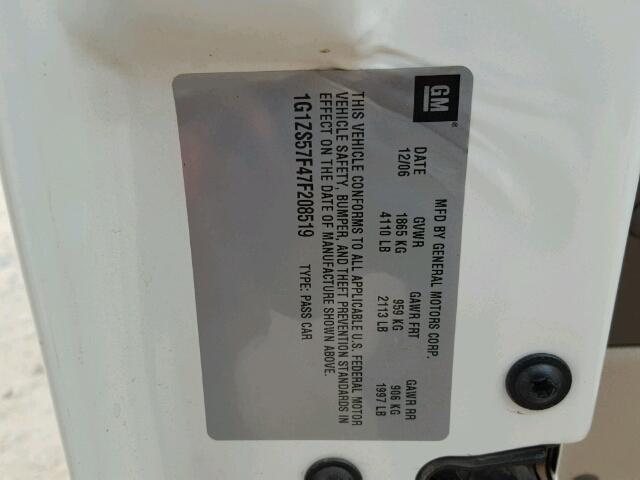 GM®
MFD BY GENERAL MOTORS CORP.
DATE GVWR GAWR FRT GAWR RR
12/06 1865 KG 959 KG 906 KG
4110 LB 2113 LB 1997 LB
THIS VEHICLE CONFORMS TO ALL APPLICABLE U.S. FEDERAL MOTOR
VEHICLE SAFETY, BUMPER, AND THEFT PREVENTION STANDARDS IN
EFFECT ON THE DATE OF MANUFACTURE SHOWN ABOVE.
1G1ZS57F47F208519 TYPE: PASS CAR